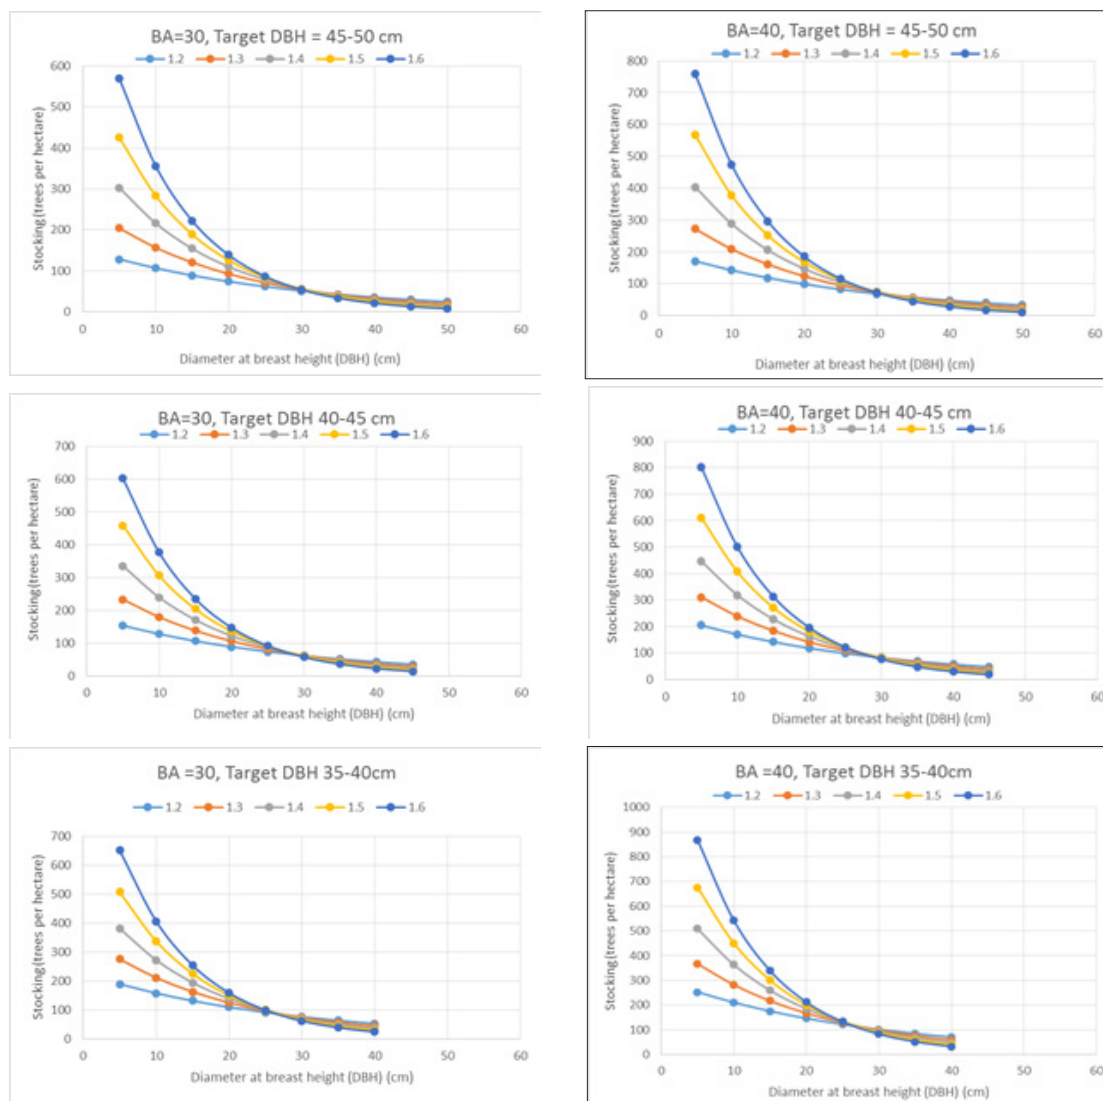 BA=30, Target DBH = 45-50 cm
1.2 1.3 1.4 1.5 1.6
Stocking(trees per hectare)
600
500
400
300
200
100
0
0 10 20 30 40 50 60
Diameter at breast height (DBH) (cm)
BA=40, Target DBH = 45-50 cm
1.2 1.3 1.4 1.5 1.6
Stocking(trees per hectare)
800
700
600
500
400
300
200
100
0
0 10 20 30 40 50 60
Diameter at breast height (DBH) (cm)
BA=30, Target DBH 40-45 cm
1.2 1.3 1.4 1.5 1.6
Stocking(trees per hectare)
700
600
500
400
300
200
100
0
0 10 20 30 40 50 60
Diameter at breast height (DBH) (cm)
BA=40, Target DBH 40-45 cm
1.2 1.3 1.4 1.5 1.6
Stocking(trees per hectare)
900
800
700
600
500
400
300
200
100
0
0 10 20 30 40 50 60
Diameter at breast height (DBH) (cm)
BA =30, Target DBH 35-40cm
1.2 1.3 1.4 1.5 1.6
Stocking(trees per hectare)
700
600
500
400
300
200
100
0
0 10 20 30 40 50 60
Diameter at breast height (DBH) (cm)
BA =40, Target DBH 35-40cm
1.2 1.3 1.4 1.5 1.6
Stocking(trees per hectare)
1000
900
800
700
600
500
400
300
200
100
0
0 10 20 30 40 50 60
Diameter at breast height (DBH) (cm)